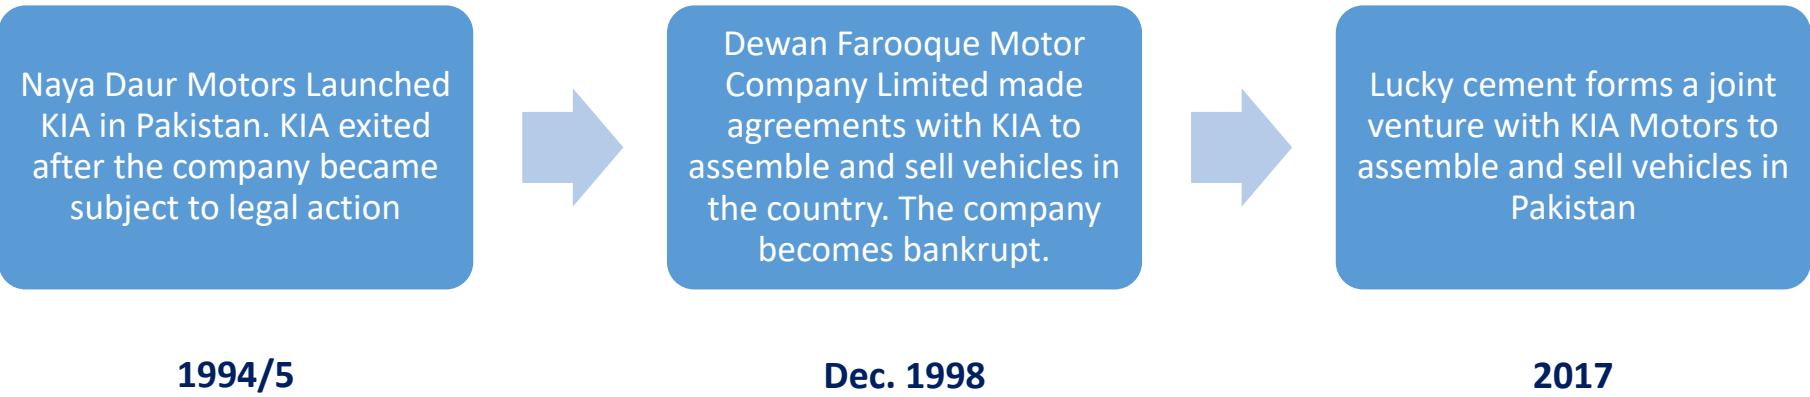 Naya Daur Motors Launched
KIA in Pakistan. KIA exited
after the company became
subject to legal action
Dewan Farooque Motor
Company Limited made
agreements with KIA to
assemble and sell vehicles in
the country. The company
becomes bankrupt.
Lucky cement forms a joint
venture with KIA Motors to
assemble and sell vehicles in
Pakistan
1994/5
Dec. 1998
2017